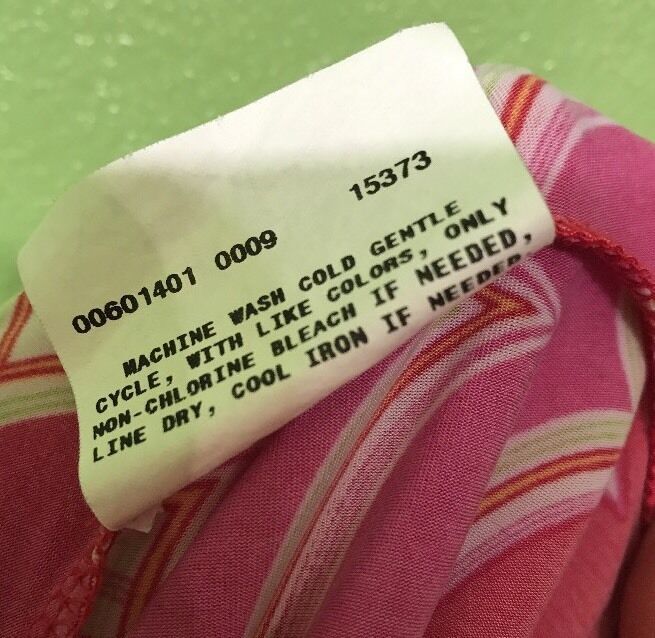 15373
00601401 0009
MACHINE WASH COLD GENTLE
CYCLE, WITH LIKE COLORS, ONLY
NON-CHLORINE BLEACH IF NEEDED,
LINE DRY, COOL IRON IF NEEDED